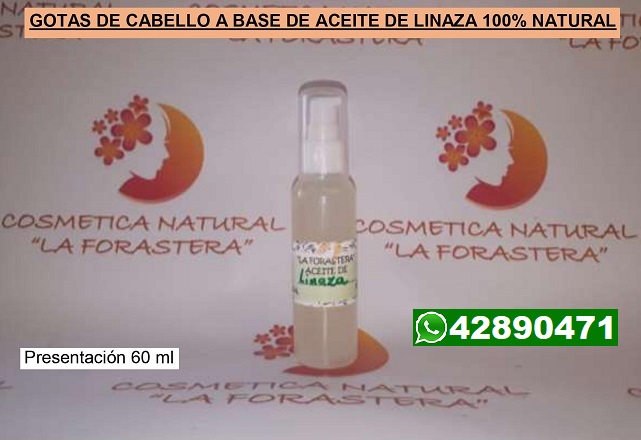 GOTAS DE CABELLO A BASE DE ACEITE DE LINAZA 100% NATURAL
COSMETICA NATURAL
"LA FORASTERA"
COSMETICA NATURAL
"LA FORASTERA"
"LA FORASTERA"
ACEITE DE
Linaza
42890471
Presentación 60 ml
COSMETICA NATURAL
"LA FORASTERA"